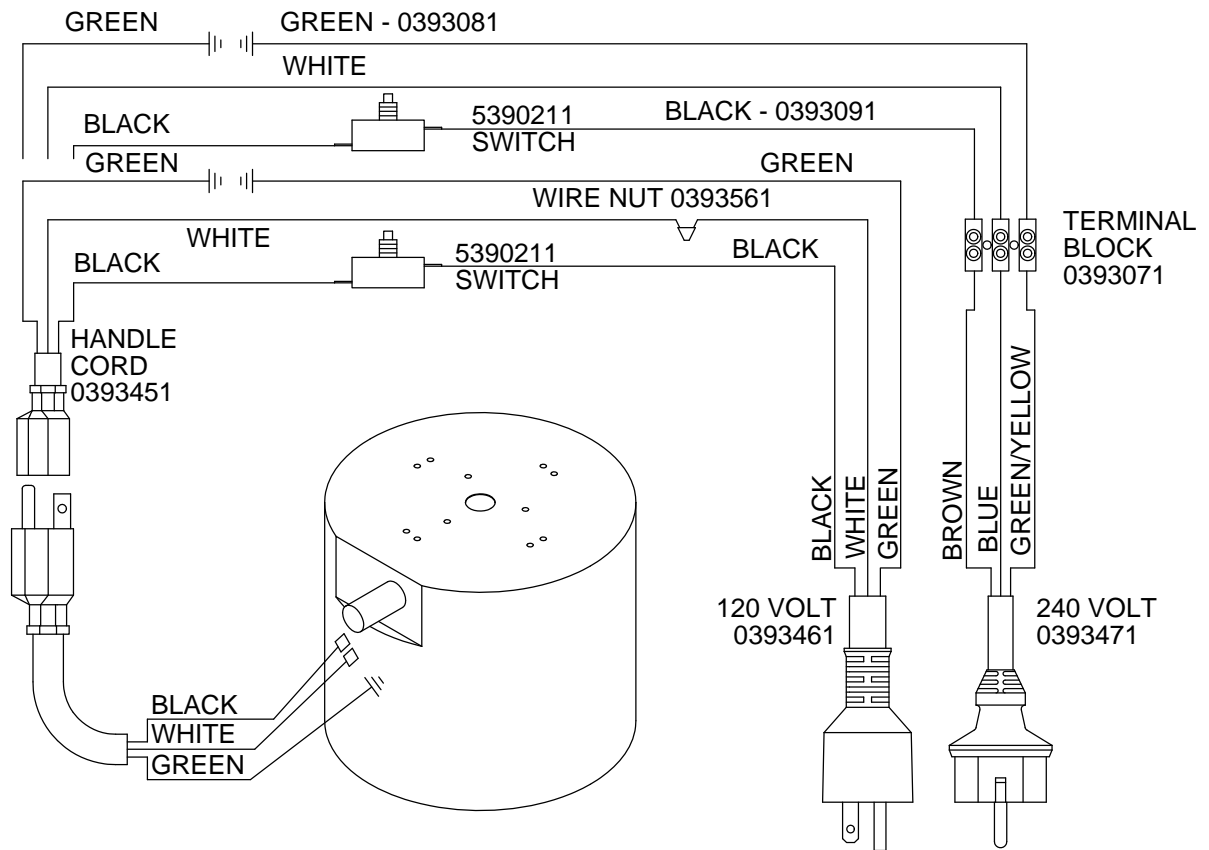 GREEN
GREEN - 0393081
WHITE
BLACK
5390211
SWITCH
BLACK - 0393091
GREEN
GREEN
WIRE NUT 0393561
WHITE
BLACK
5390211
SWITCH
BLACK
TERMINAL
BLOCK
0393071
HANDLE
CORD
0393451
BLACK
WHITE
GREEN
BROWN
BLUE
GREEN/YELLOW
120 VOLT
0393461
240 VOLT
0393471
BLACK
WHITE
GREEN